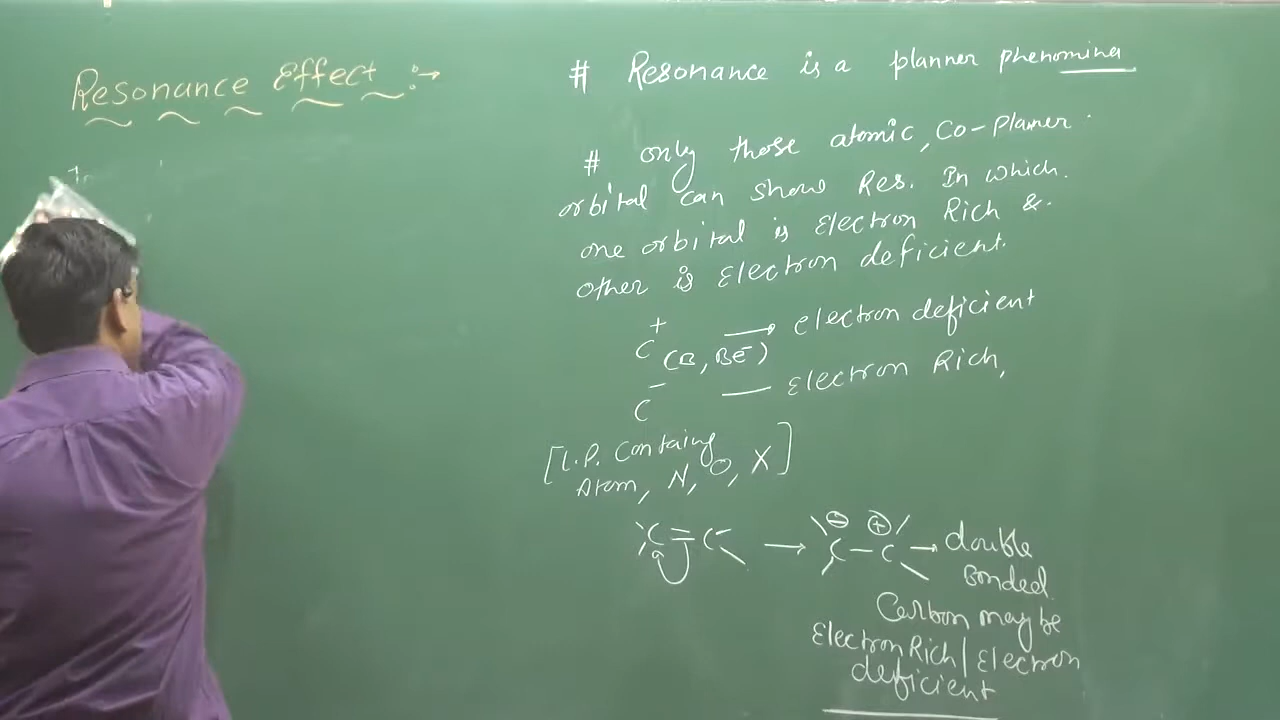 Resonance Effect :→
# Resonance is a planner phenomina
# only those atomic, Co-Planer
orbital can show Res. In which.
one orbital is Electron Rich &
other is Electron deficient.
+
C (B, Be) → electron deficient
−
C — Electron Rich,
[L.P. Containg
Atom, N, O, X]
C = C → C⊖ – C⊕ → double
Bonded.
Carbon may be
Electron Rich / Electron
deficient